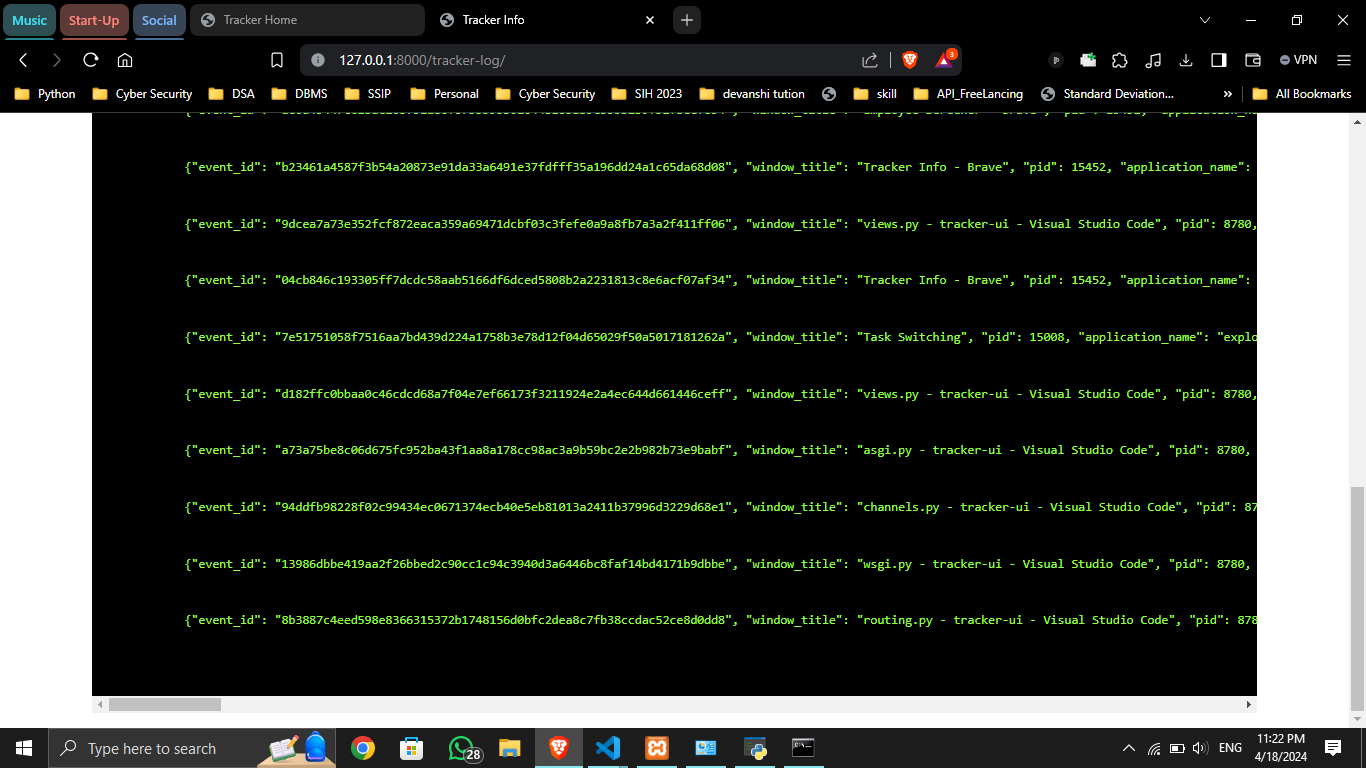 Music Start-Up Social Tracker Home Tracker Info
127.0.0.1:8000/tracker-log/ 3 VPN
Python Cyber Security DSA DBMS SSIP Personal Cyber Security SIH 2023 devanshi tution skill API_FreeLancing Standard Deviation... » All Bookmarks
{"event_id": "b23461a4587f3b54a20873e91da33a6491e37fdfff35a196dd24a1c65da68d08", "window_title": "Tracker Info - Brave", "pid": 15452, "application_name":
{"event_id": "9dcea7a73e352fcf872eaca359a69471dcbf03c3fefe0a9a8fb7a3a2f411ff06", "window_title": "views.py - tracker-ui - Visual Studio Code", "pid": 8780,
{"event_id": "04cb846c193305ff7dcdc58aab5166df6dced5808b2a2231813c8e6acf07af34", "window_title": "Tracker Info - Brave", "pid": 15452, "application_name":
{"event_id": "7e51751058f7516aa7bd439d224a1758b3e78d12f04d65029f50a5017181262a", "window_title": "Task Switching", "pid": 15008, "application_name": "explo
{"event_id": "d182ffc0bbaa0c46cdcd68a7f04e7ef66173f3211924e2a4ec644d661446ceff", "window_title": "views.py - tracker-ui - Visual Studio Code", "pid": 8780,
{"event_id": "a73a75be8c06d675fc952ba43f1aa8a178cc98ac3a9b59bc2e2b982b73e9babf", "window_title": "asgi.py - tracker-ui - Visual Studio Code", "pid": 8780,
{"event_id": "94ddfb98228f02c99434ec0671374ecb40e5eb81013a2411b37996d3229d68e1", "window_title": "channels.py - tracker-ui - Visual Studio Code", "pid": 87
{"event_id": "13986dbbe419aa2f26bbed2c90cc1c94c3940d3a6446bc8faf14bd4171b9dbbe", "window_title": "wsgi.py - tracker-ui - Visual Studio Code", "pid": 8780,
{"event_id": "8b3887c4eed598e8366315372b1748156d0bfc2dea8c7fb38ccdac52ce8d0dd8", "window_title": "routing.py - tracker-ui - Visual Studio Code", "pid": 878
Type here to search 28 ENG 11:22 PM
4/18/2024